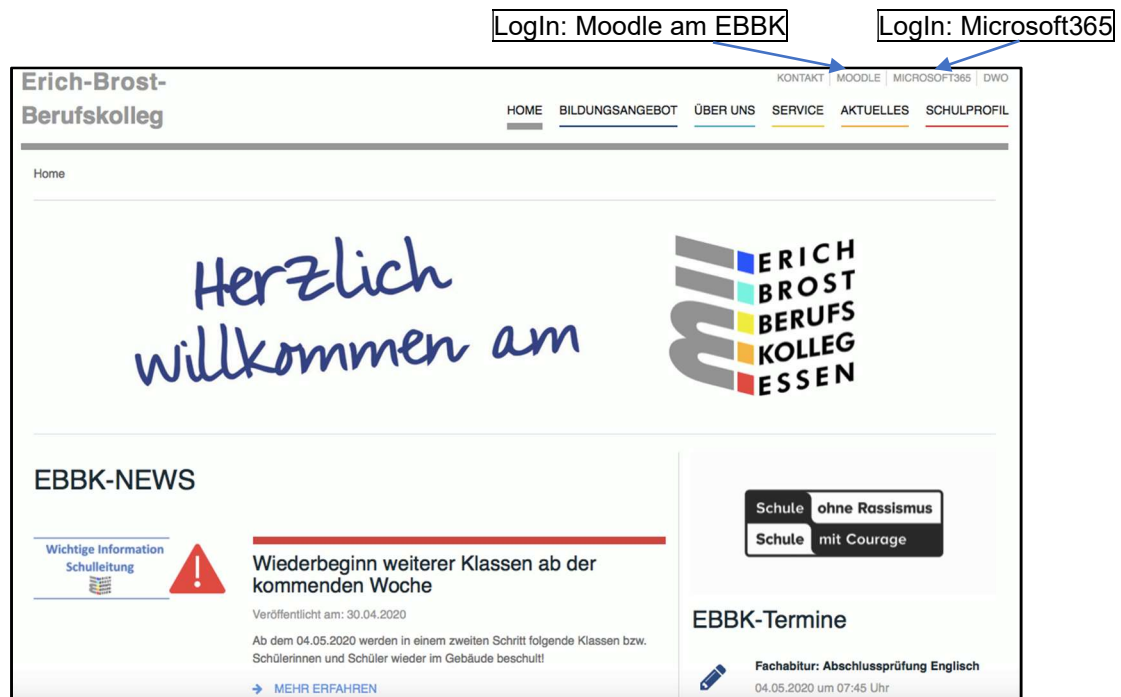 LogIn: Moodle am EBBK
LogIn: Microsoft365
Erich-Brost-
Berufskolleg
KONTAKT MOODLE MICROSOFT365 DWO
HOME BILDUNGSANGEBOT ÜBER UNS SERVICE AKTUELLES SCHULPROFIL
Home
Herzlich
willkommen am
ERICH
BROST
BERUFS
KOLLEG
ESSEN
EBBK-NEWS
Wichtige Information
Schulleitung
Wiederbeginn weiterer Klassen ab der
kommenden Woche
Veröffentlicht am: 30.04.2020
Ab dem 04.05.2020 werden in einem zweiten Schritt folgende Klassen bzw.
Schülerinnen und Schüler wieder im Gebäude beschult!
MEHR ERFAHREN
Schule ohne Rassismus
Schule mit Courage
EBBK-Termine
Fachabitur: Abschlussprüfung Englisch
04.05.2020 um 07:45 Uhr